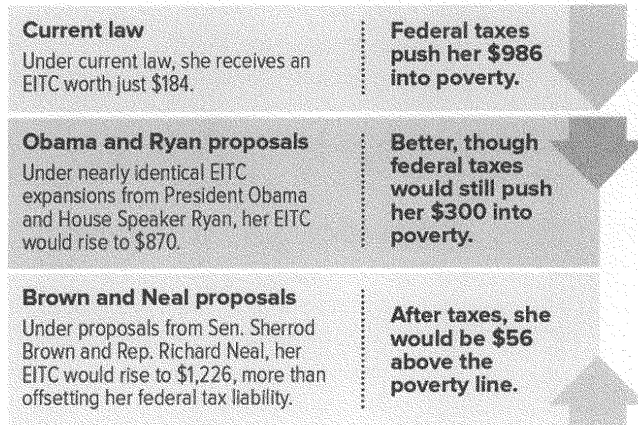 Current law
Under current law, she receives an
EITC worth just $184.
Federal taxes
push her $986
into poverty.
Obama and Ryan proposals
Under nearly identical EITC
expansions from President Obama
and House Speaker Ryan, her EITC
would rise to $870.
Better, though
federal taxes
would still push
her $300 into
poverty.
Brown and Neal proposals
Under proposals from Sen. Sherrod
Brown and Rep. Richard Neal, her
EITC would rise to $1,226, more than
offsetting her federal tax liability.
After taxes, she
would be $56
above the
poverty line.